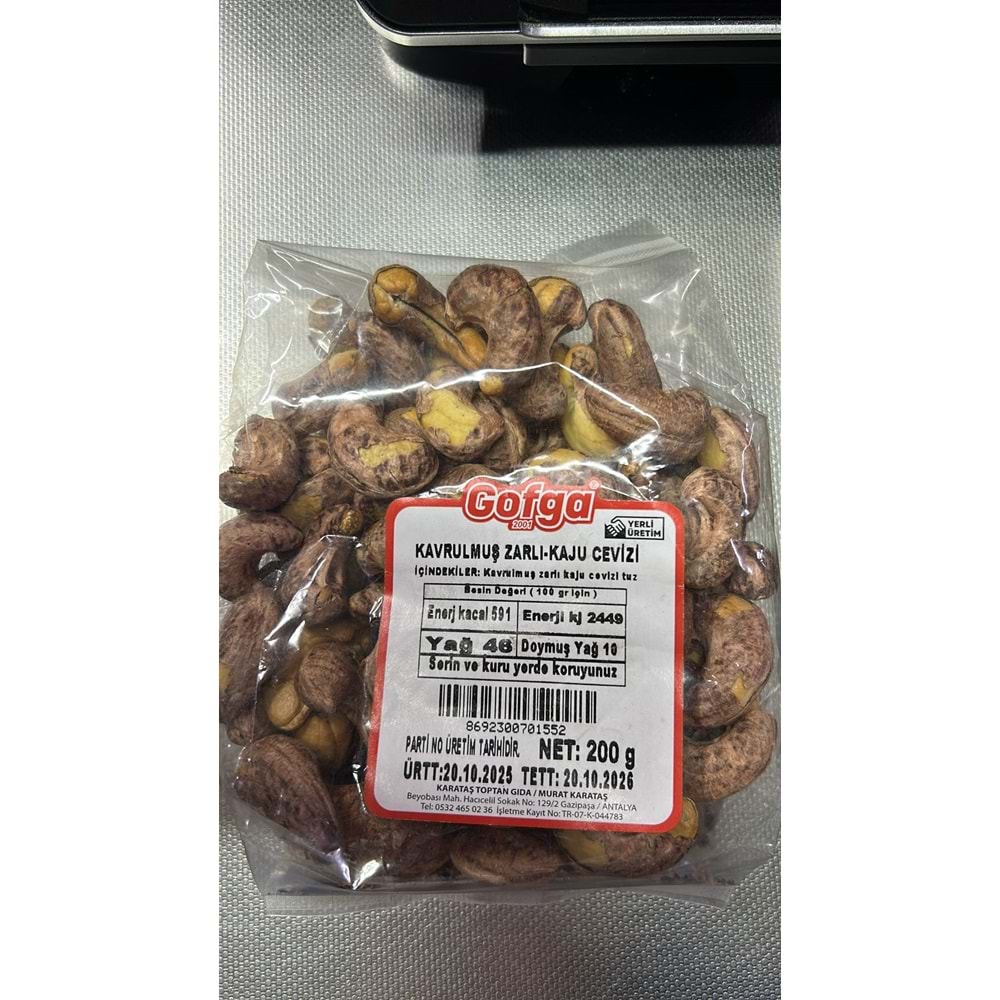 Gofga®
2001
YERLİ
ÜRETİM
KAVRULMUŞ ZARLI-KAJU CEVİZİ
İÇİNDEKİLER: Kavrulmuş zarlı kaju cevizi tuz
Besin Değeri ( 100 gr için )
Enerj kacal 591 Enerji kj 2449
Yağ 46 Doymuş Yağ 10
Serin ve kuru yerde koruyunuz
8692300701552
PARTİ NO ÜRETİM TARİHİDİR. NET: 200 g
ÜRTT:20.10.2025 TETT: 20.10.2026
KARATAŞ TOPTAN GIDA / MURAT KARATAŞ
Beyobası Mah. Hacıcelil Sokak No: 129/2 Gazipaşa / ANTALYA
Tel: 0532 465 02 36 İşletme Kayıt No: TR-07-K-044783